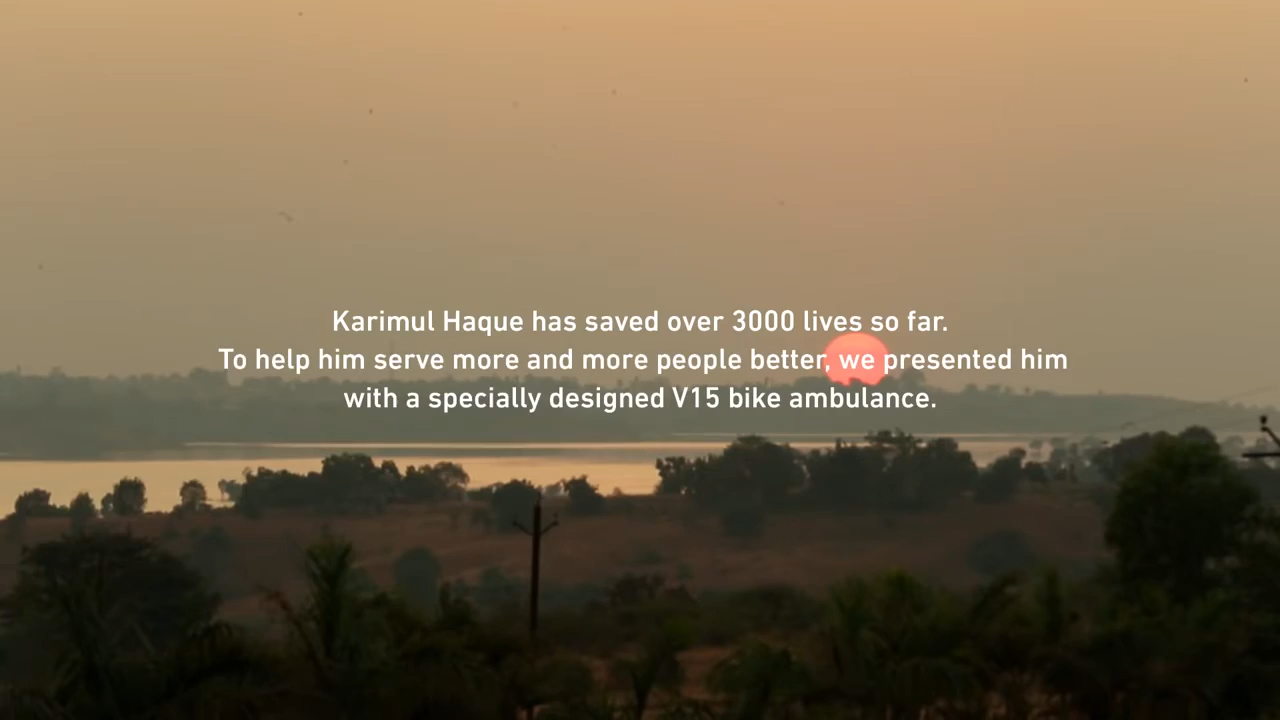 Karimul Haque has saved over 3000 lives so far.
To help him serve more and more people better, we presented him
with a specially designed V15 bike ambulance.